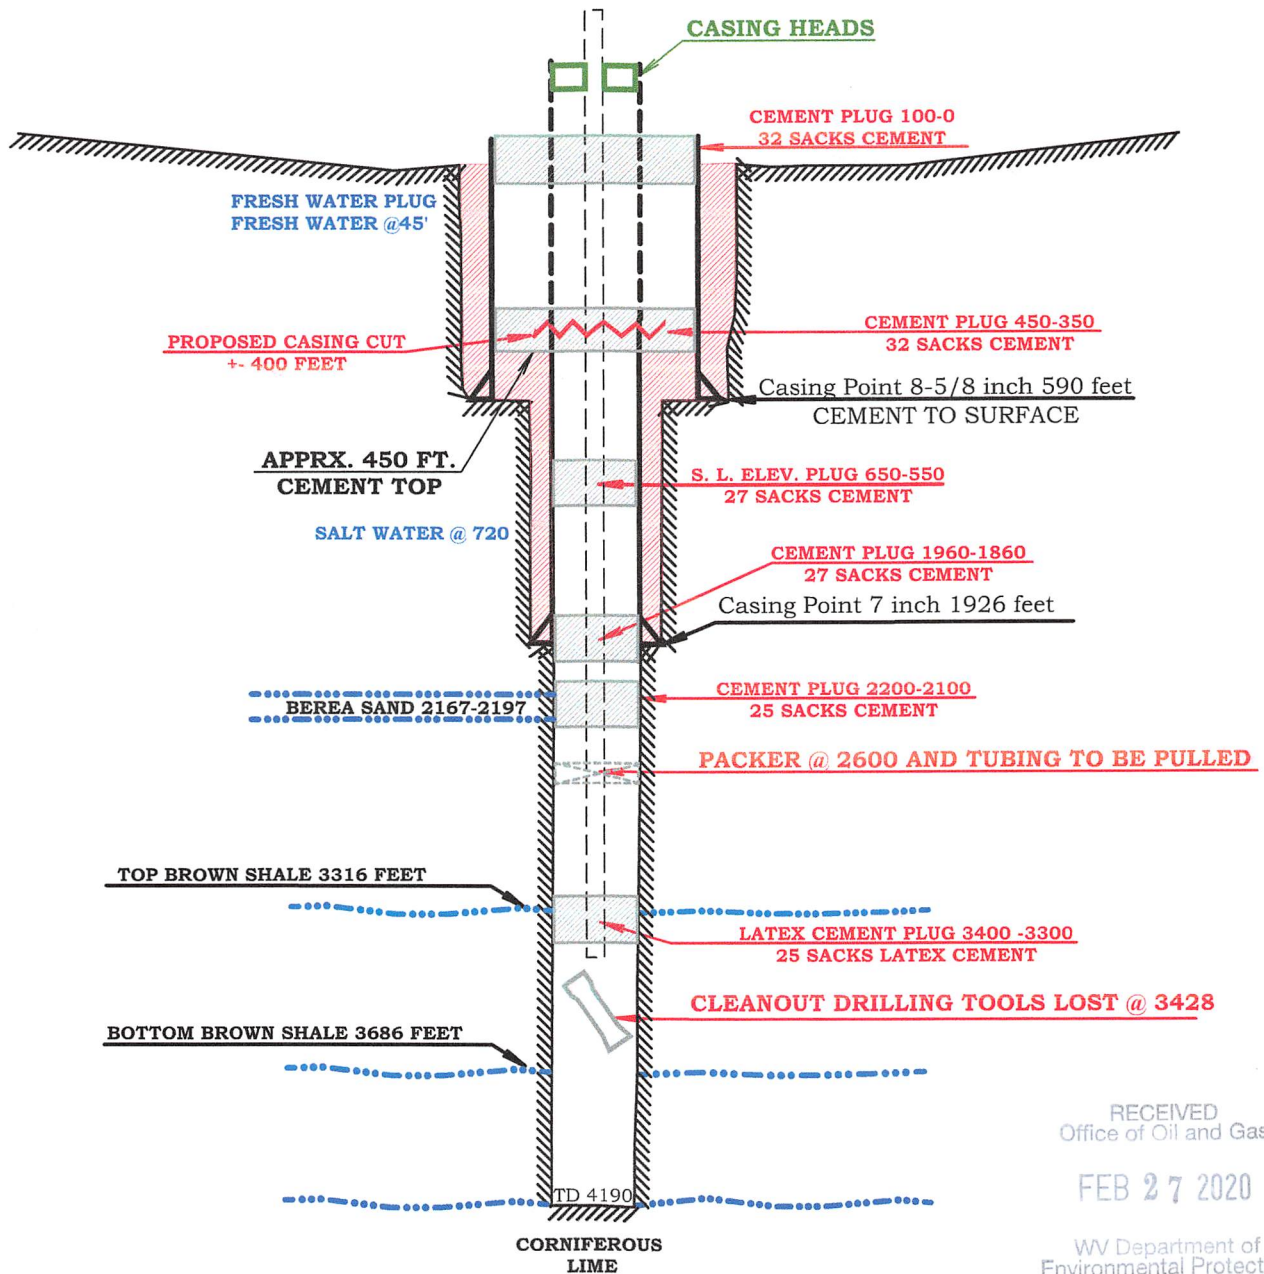 CASING HEADS
CEMENT PLUG 100-0
32 SACKS CEMENT
FRESH WATER PLUG
FRESH WATER @45'
PROPOSED CASING CUT
+- 400 FEET
CEMENT PLUG 450-350
32 SACKS CEMENT
Casing Point 8-5/8 inch 590 feet
CEMENT TO SURFACE
APPRX. 450 FT.
CEMENT TOP
S. L. ELEV. PLUG 650-550
27 SACKS CEMENT
SALT WATER @ 720
CEMENT PLUG 1960-1860
27 SACKS CEMENT
Casing Point 7 inch 1926 feet
BEREA SAND 2167-2197
CEMENT PLUG 2200-2100
25 SACKS CEMENT
PACKER @ 2600 AND TUBING TO BE PULLED
TOP BROWN SHALE 3316 FEET
LATEX CEMENT PLUG 3400 -3300
25 SACKS LATEX CEMENT
CLEANOUT DRILLING TOOLS LOST @ 3428
BOTTOM BROWN SHALE 3686 FEET
RECEIVED
Office of Oil and Gas
FEB 27 2020
TD 4190
CORNIFEROUS
LIME
WV Department of
Environmental Protect